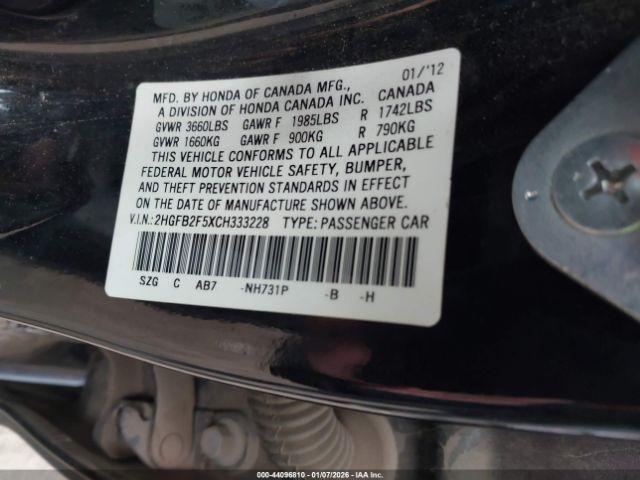 MFD. BY HONDA OF CANADA MFG., 01/'12
A DIVISION OF HONDA CANADA INC. CANADA
GVWR 3660LBS GAWR F 1985LBS R 1742LBS
GVWR 1660KG GAWR F 900KG R 790KG
THIS VEHICLE CONFORMS TO ALL APPLICABLE
FEDERAL MOTOR VEHICLE SAFETY, BUMPER,
AND THEFT PREVENTION STANDARDS IN EFFECT
ON THE DATE OF MANUFACTURE SHOWN ABOVE.
V.I.N.: 2HGFB2F5XCH333228 TYPE: PASSENGER CAR
SZG C AB7 -NH731P -B -H
000-44096810 - 01/07/2026 - IAAI, Inc.